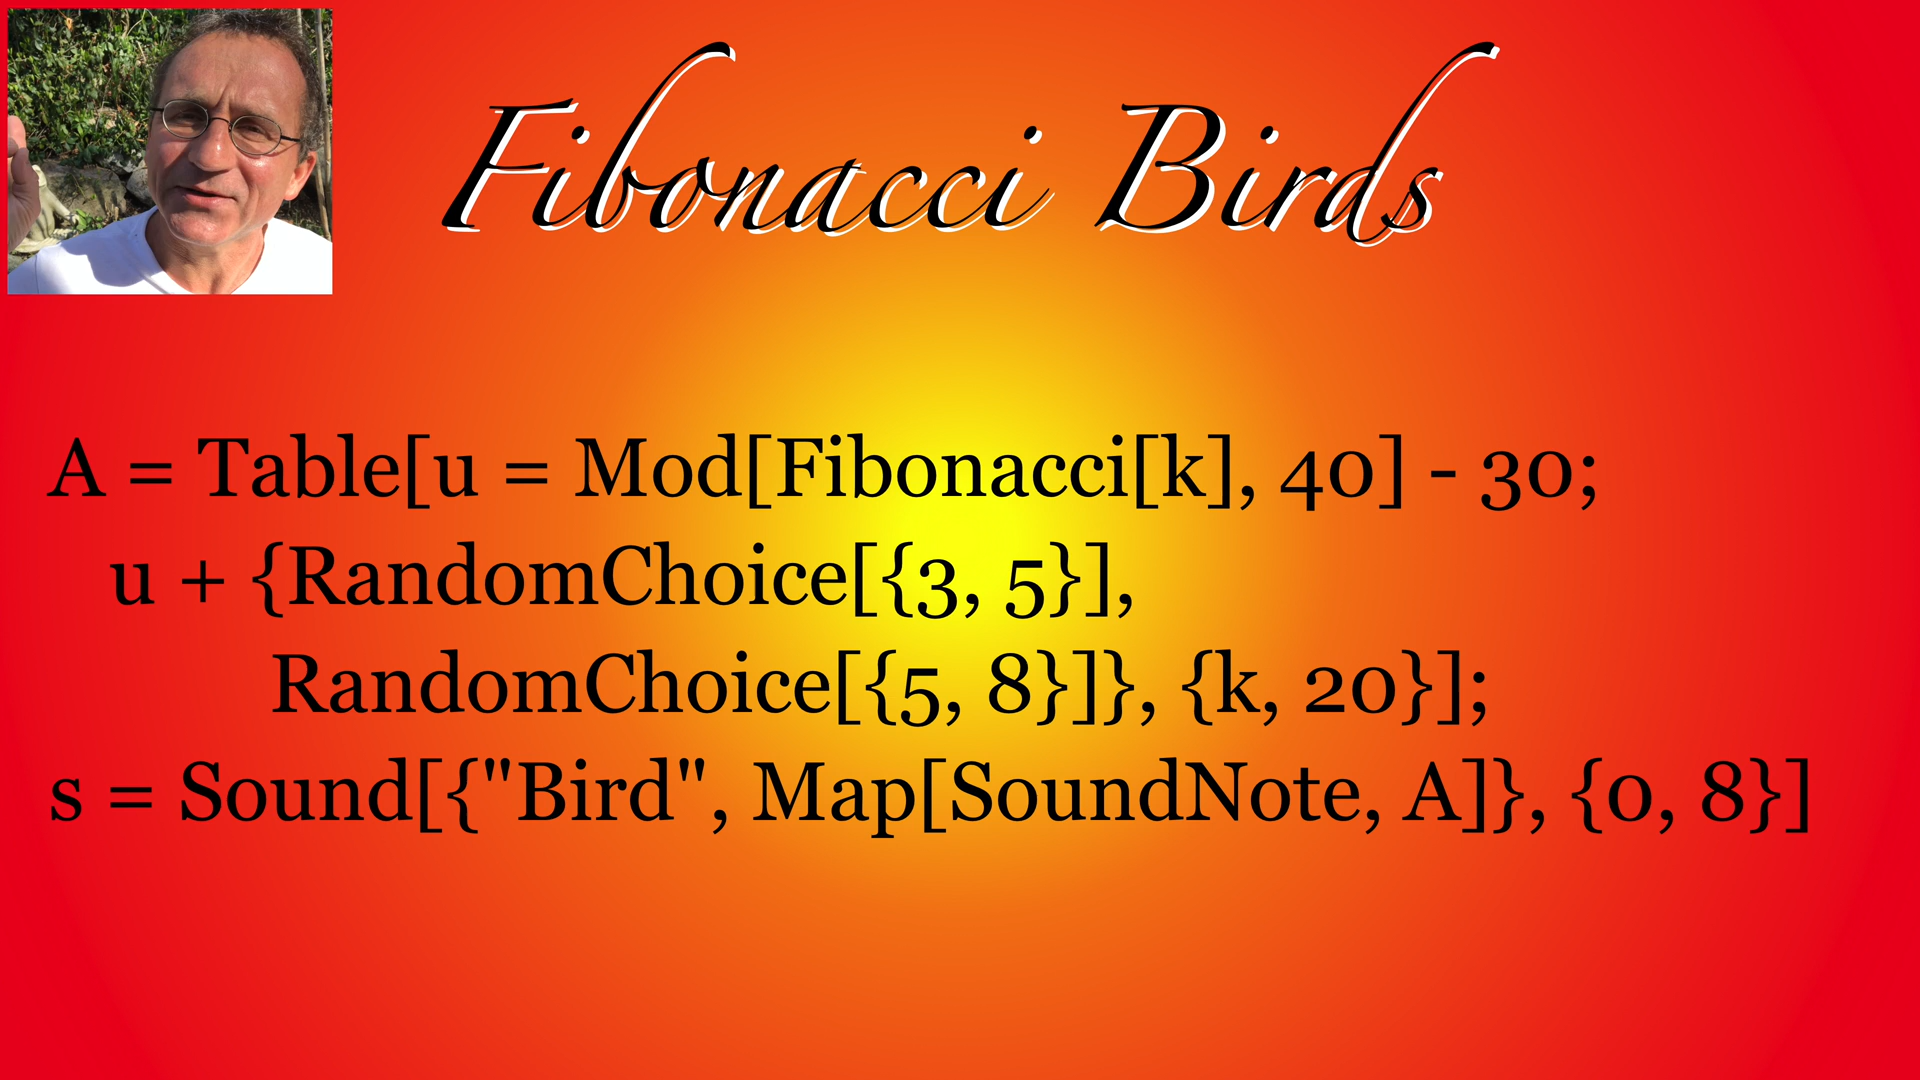 Fibonacci Birds
A = Table[u = Mod[Fibonacci[k], 40] - 30;
u + {RandomChoice[{3, 5}],
RandomChoice[{5, 8}]}, {k, 20}];
s = Sound[{"Bird", Map[SoundNote, A]}, {0, 8}]